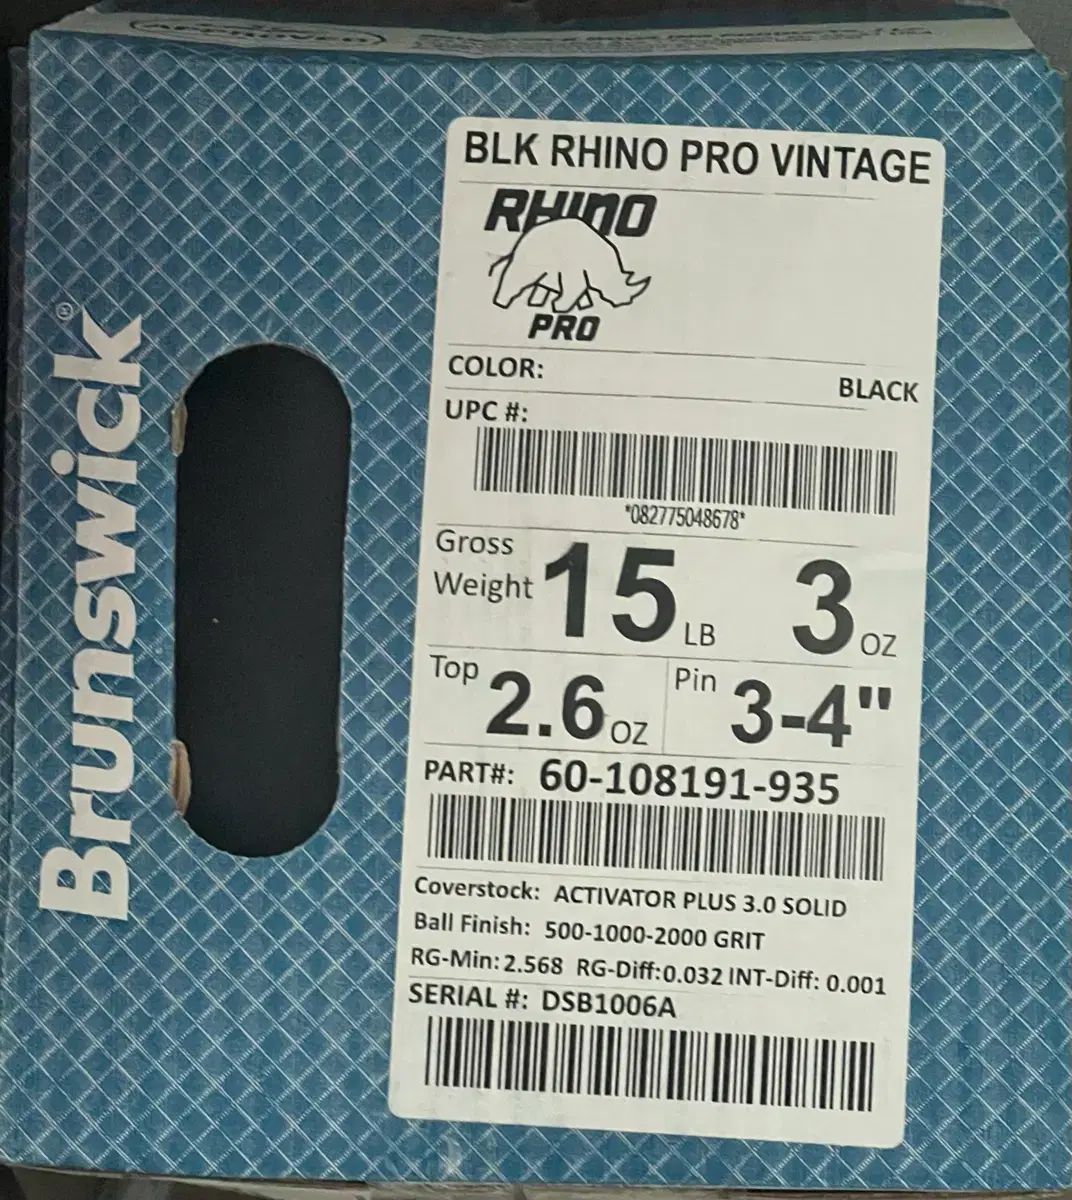 APPROVED
Brunswick®
BLK RHINO PRO VINTAGE
RHINO
PRO
COLOR: BLACK
UPC #:
*082775048678*
Gross Weight 15 LB 3 OZ
Top 2.6 OZ Pin 3-4"
PART#: 60-108191-935
Coverstock: ACTIVATOR PLUS 3.0 SOLID
Ball Finish: 500-1000-2000 GRIT
RG-Min: 2.568 RG-Diff: 0.032 INT-Diff: 0.001
SERIAL #: DSB1006A